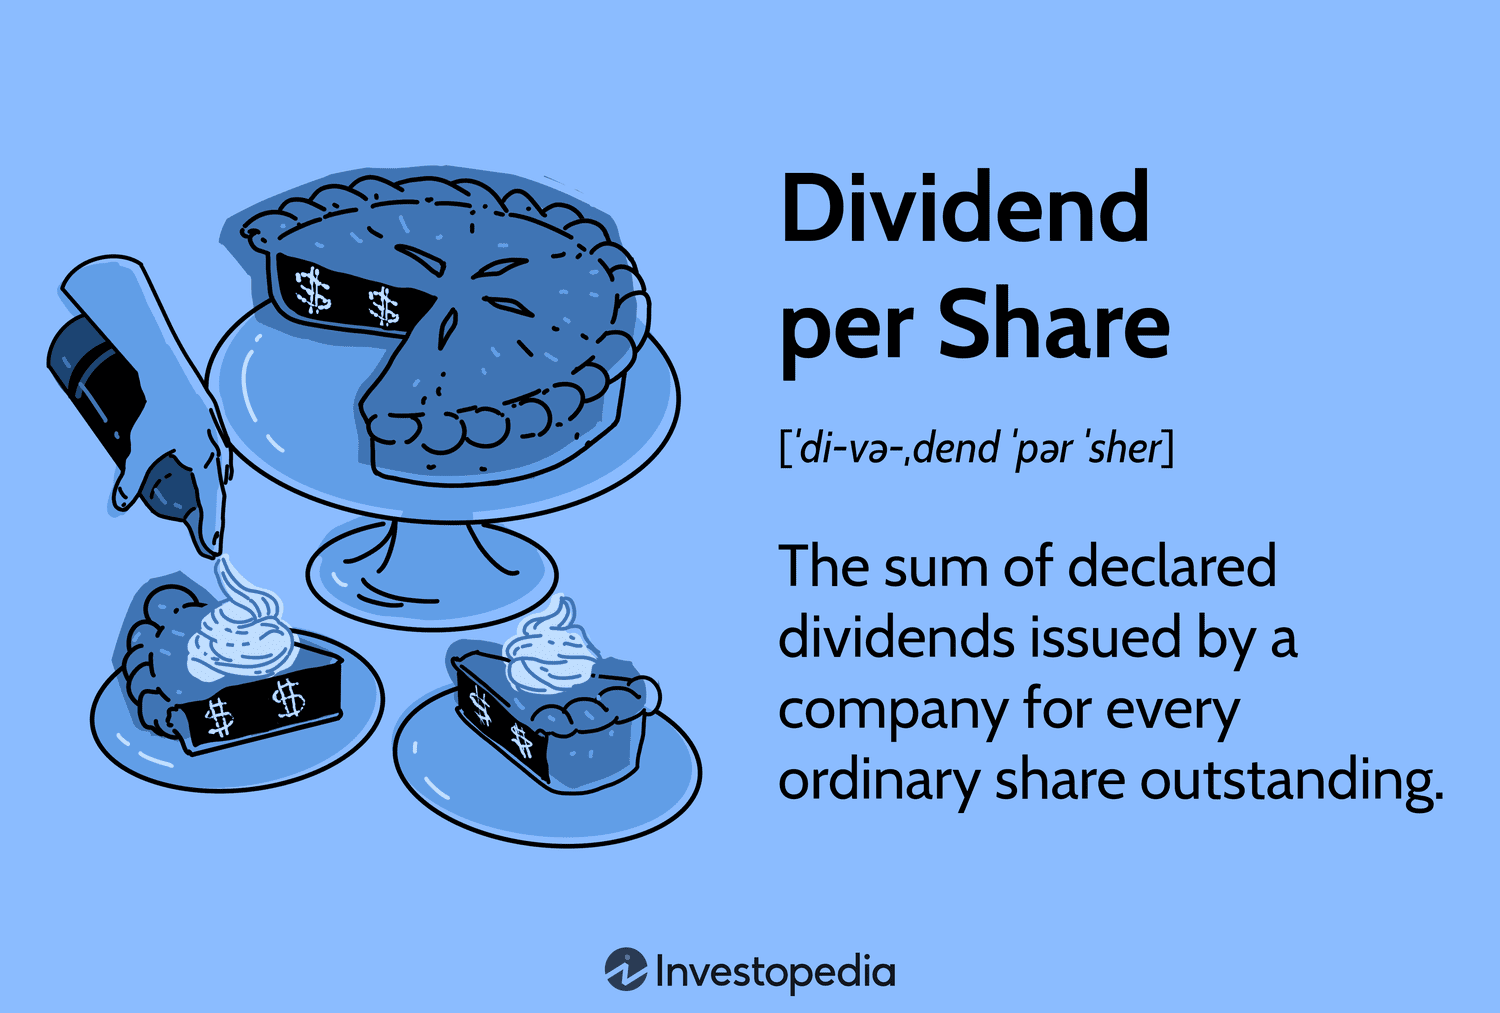 Dividend
per Share
[ˈdi-və-ˌdend ˈpər ˈsher]
The sum of declared
dividends issued by a
company for every
ordinary share outstanding.
$ $
$ $
$ $
Investopedia